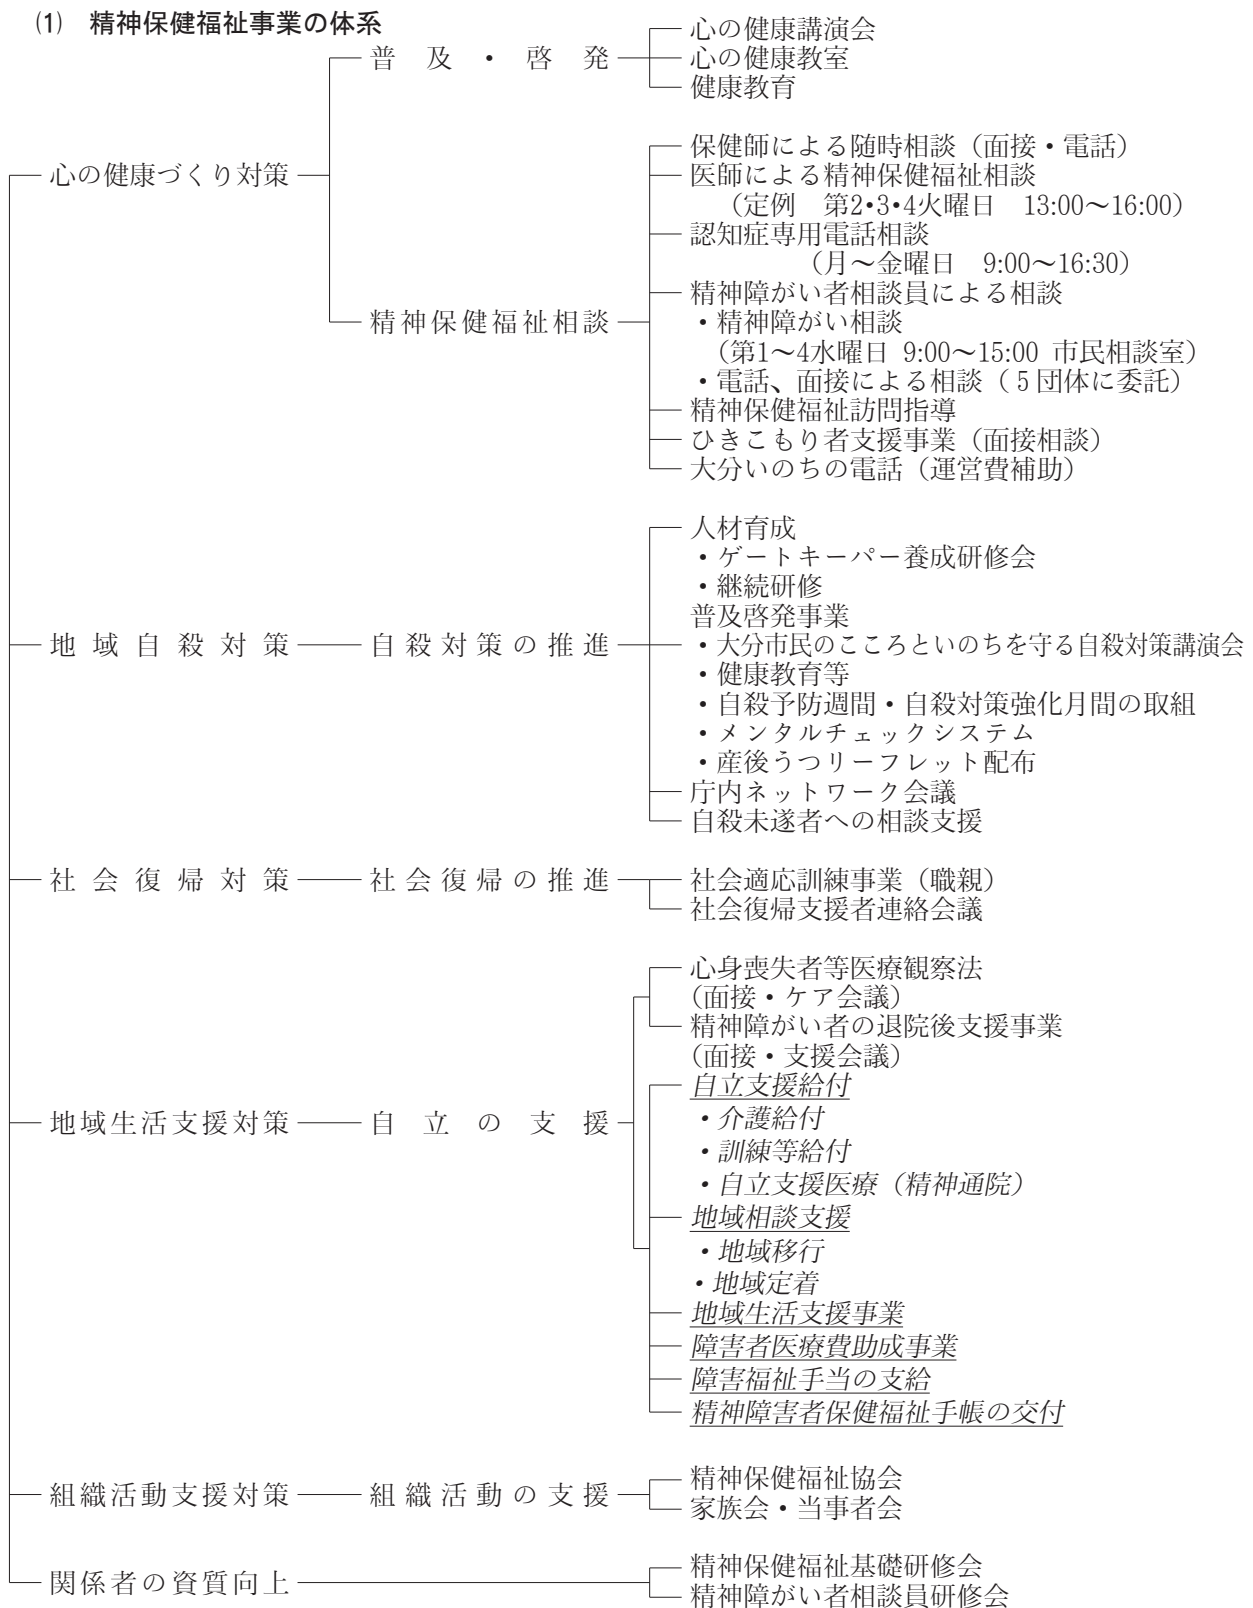 (1)　精神保健福祉事業の体系
心の健康づくり対策
普及・啓発
心の健康講演会
心の健康教室
健康教育
精神保健福祉相談
保健師による随時相談（面接・電話）
医師による精神保健福祉相談
（定例　第2・3・4火曜日　13:00〜16:00）
認知症専用電話相談
（月〜金曜日　9:00〜16:30）
精神障がい者相談員による相談
・精神障がい相談
（第1〜4水曜日 9:00〜15:00 市民相談室）
・電話、面接による相談（５団体に委託）
精神保健福祉訪問指導
ひきこもり者支援事業（面接相談）
大分いのちの電話（運営費補助）
地域自殺対策
自殺対策の推進
人材育成
・ゲートキーパー養成研修会
・継続研修
普及啓発事業
・大分市民のこころといのちを守る自殺対策講演会
・健康教育等
・自殺予防週間・自殺対策強化月間の取組
・メンタルチェックシステム
・産後うつリーフレット配布
庁内ネットワーク会議
自殺未遂者への相談支援
社会復帰対策
社会復帰の推進
社会適応訓練事業（職親）
社会復帰支援者連絡会議
地域生活支援対策
自立の支援
心身喪失者等医療観察法
（面接・ケア会議）
精神障がい者の退院後支援事業
（面接・支援会議）
自立支援給付
・介護給付
・訓練等給付
・自立支援医療（精神通院）
地域相談支援
・地域移行
・地域定着
地域生活支援事業
障害者医療費助成事業
障害福祉手当の支給
精神障害者保健福祉手帳の交付
組織活動支援対策
組織活動の支援
精神保健福祉協会
家族会・当事者会
関係者の資質向上
精神保健福祉基礎研修会
精神障がい者相談員研修会